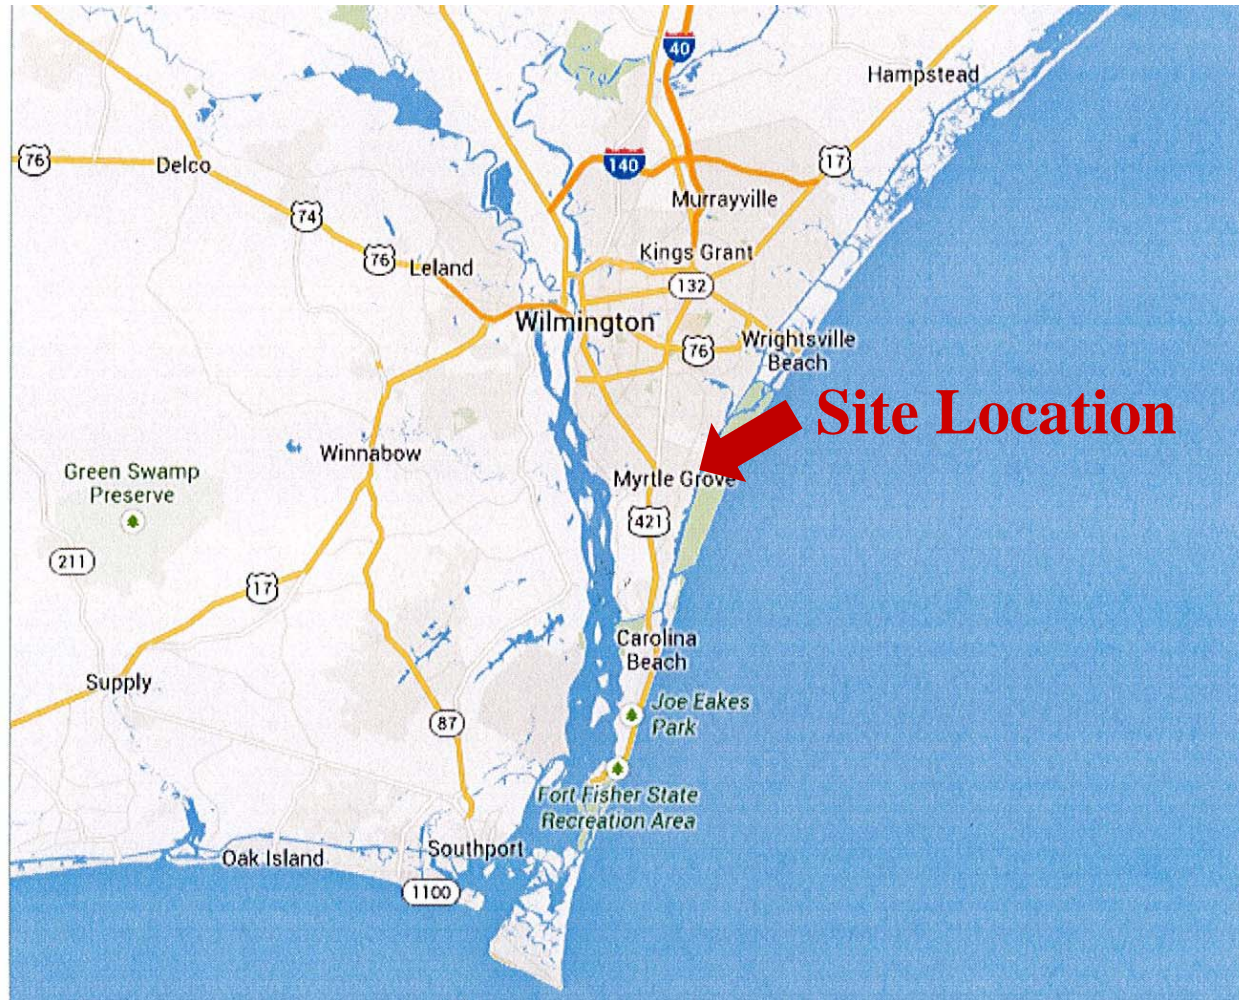 40
Hampstead
76
Delco
140
17
Murrayville
74
76
Leland
Kings Grant
132
Wilmington
76
Wrightsville
Beach
Site Location
Winnabow
Green Swamp
Preserve
Myrtle Grove
421
211
17
Carolina
Beach
Supply
Joe Eakes
Park
87
Fort Fisher State
Recreation Area
Oak Island
Southport
1100